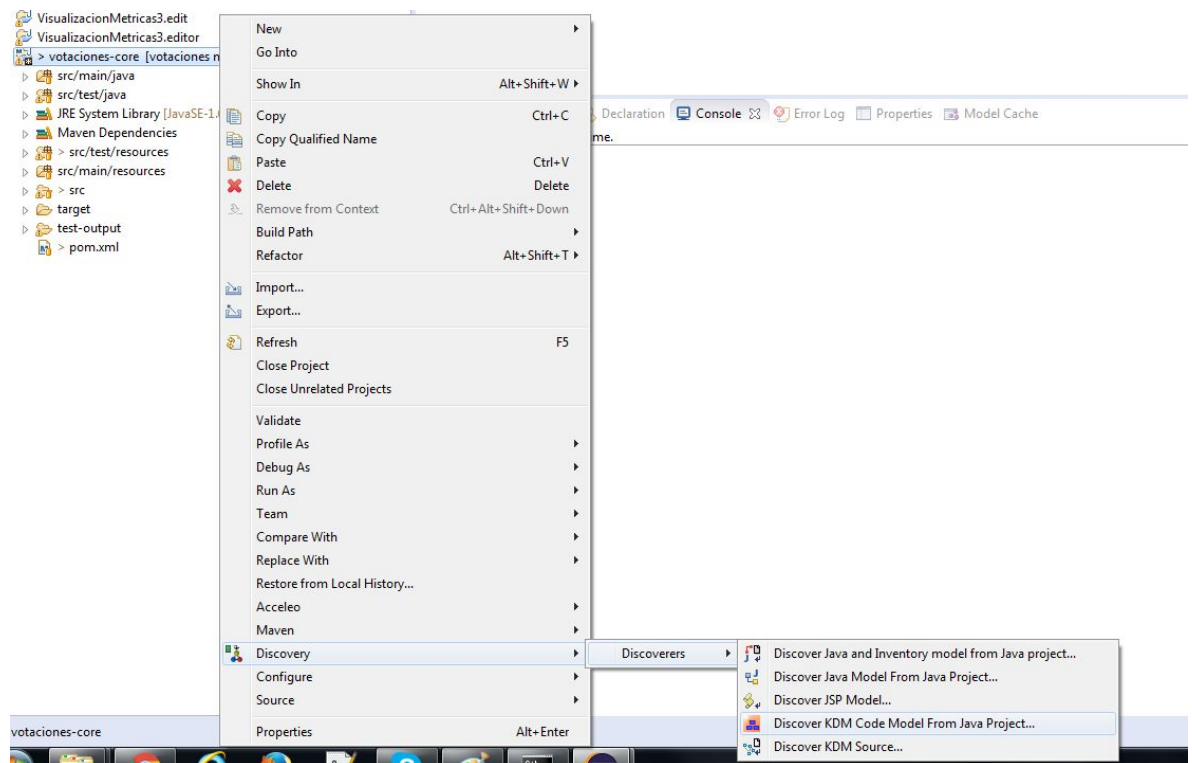 VisualizacionMetricas3.edit
VisualizacionMetricas3.editor
> votaciones-core [votaciones n
src/main/java
src/test/java
JRE System Library [JavaSE-1.
Maven Dependencies
> src/test/resources
src/main/resources
> src
target
test-output
> pom.xml
New
Go Into
Show In Alt+Shift+W
Copy Ctrl+C
Copy Qualified Name
Paste Ctrl+V
Delete Delete
Remove from Context Ctrl+Alt+Shift+Down
Build Path
Refactor Alt+Shift+T
Import...
Export...
Refresh F5
Close Project
Close Unrelated Projects
Validate
Profile As
Debug As
Run As
Team
Compare With
Replace With
Restore from Local History...
Acceleo
Maven
Discovery
Configure
Source
Properties Alt+Enter
Declaration Console Error Log Properties Model Cache
me.
Discoverers
Discover Java and Inventory model from Java project...
Discover Java Model From Java Project...
Discover JSP Model...
Discover KDM Code Model From Java Project...
Discover KDM Source...
votaciones-core